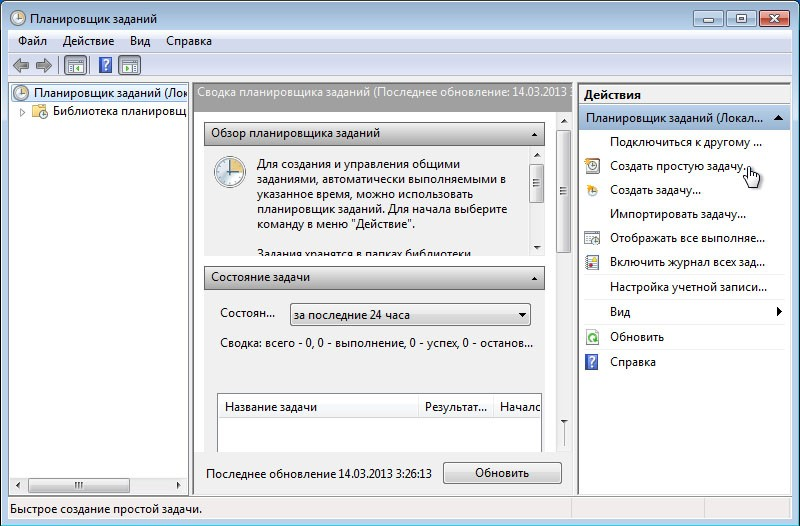 Планировщик заданий
Файл Действие Вид Справка
Планировщик заданий (Лок
Библиотека планировщ
Сводка планировщика заданий (Последнее обновление: 14.03.2013 3
Обзор планировщика заданий
Для создания и управления общими
заданиями, автоматически выполняемыми в
указанное время, можно использовать
планировщик заданий. Для начала выберите
команду в меню "Действие".
Задания хранятся в папках библиотеки
Состояние задачи
Состоян... за последние 24 часа
Сводка: всего - 0, 0 - выполнение, 0 - успех, 0 - останов...
Название задачи Результат... Начало
Последнее обновление 14.03.2013 3:26:13 Обновить
Действия
Планировщик заданий (Локал...
Подключиться к другому ...
Создать простую задачу...
Создать задачу...
Импортировать задачу...
Отображать все выполняе...
Включить журнал всех зад...
Настройка учетной записи...
Вид
Обновить
Справка
Быстрое создание простой задачи.